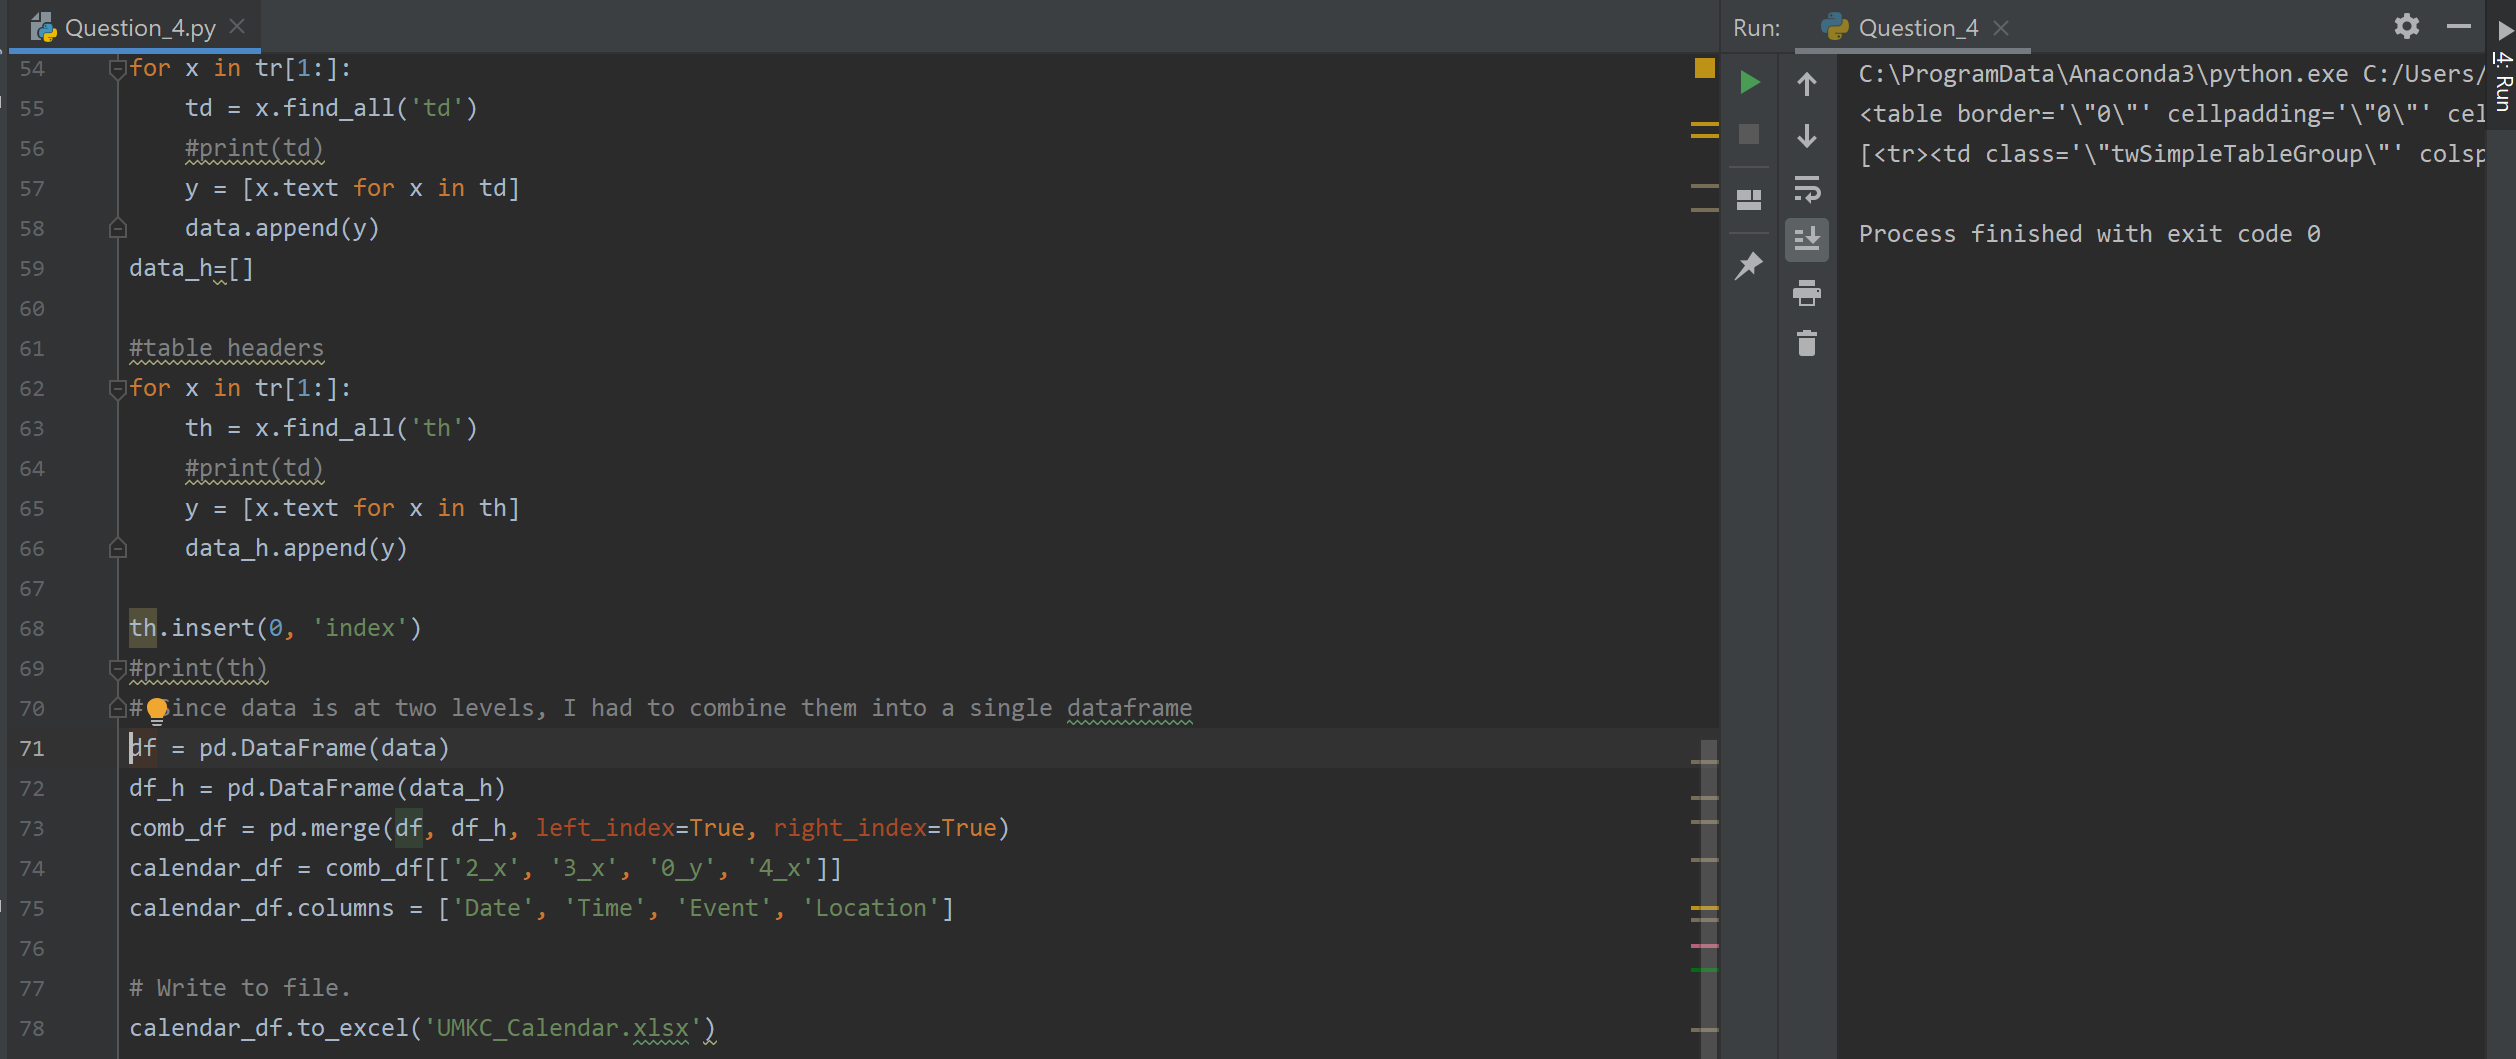 Question_4.py
54 for x in tr[1:]:
55     td = x.find_all('td')
56     #print(td)
57     y = [x.text for x in td]
58     data.append(y)
59 data_h=[]
60
61 #table headers
62 for x in tr[1:]:
63     th = x.find_all('th')
64     #print(td)
65     y = [x.text for x in th]
66     data_h.append(y)
67
68 th.insert(0, 'index')
69 #print(th)
70 # Since data is at two levels, I had to combine them into a single dataframe
71 df = pd.DataFrame(data)
72 df_h = pd.DataFrame(data_h)
73 comb_df = pd.merge(df, df_h, left_index=True, right_index=True)
74 calendar_df = comb_df[['2_x', '3_x', '0_y', '4_x']]
75 calendar_df.columns = ['Date', 'Time', 'Event', 'Location']
76
77 # Write to file.
78 calendar_df.to_excel('UMKC_Calendar.xlsx')
Run: Question_4
C:\ProgramData\Anaconda3\python.exe C:/Users/
<table border='\"0\"' cellpadding='\"0\"' cel
[<tr><td class='\"twSimpleTableGroup\"' colsp
Process finished with exit code 0
4: Run